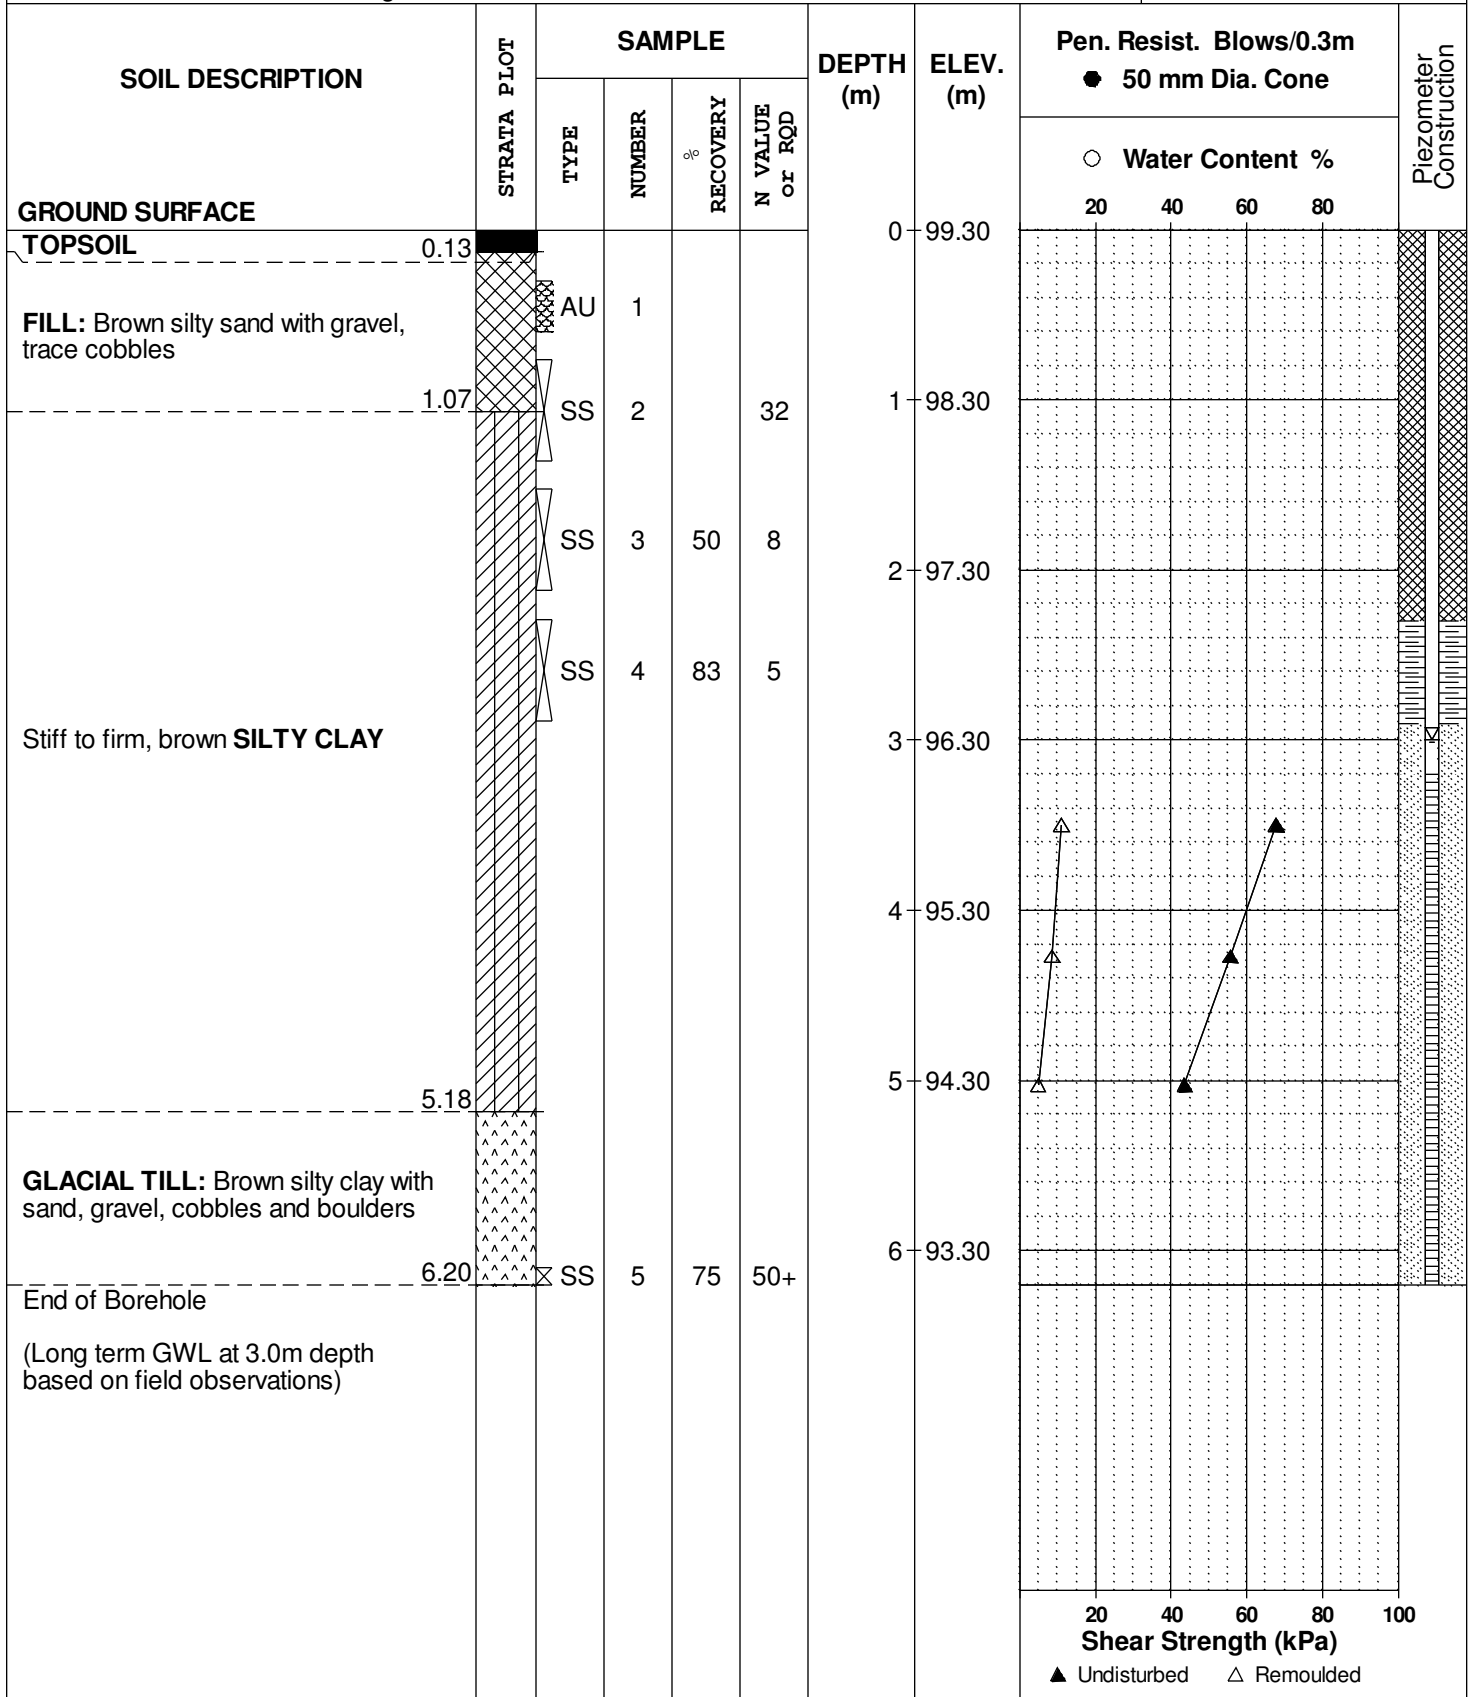 SOIL DESCRIPTION
GROUND SURFACE
STRATA PLOT
SAMPLE
TYPE
NUMBER
%
RECOVERY
N VALUE
or RQD
DEPTH
(m)
ELEV.
(m)
Pen. Resist. Blows/0.3m
● 50 mm Dia. Cone
○ Water Content %
20 40 60 80
Piezometer
Construction
TOPSOIL 0.13
0 99.30
FILL: Brown silty sand with gravel,
trace cobbles
AU 1
1.07
SS 2 32
1 98.30
SS 3 50 8
2 97.30
SS 4 83 5
Stiff to firm, brown SILTY CLAY
3 96.30
4 95.30
5 94.30
5.18
GLACIAL TILL: Brown silty clay with
sand, gravel, cobbles and boulders
6 93.30
6.20
SS 5 75 50+
End of Borehole
(Long term GWL at 3.0m depth
based on field observations)
20 40 60 80 100
Shear Strength (kPa)
▲ Undisturbed △ Remoulded